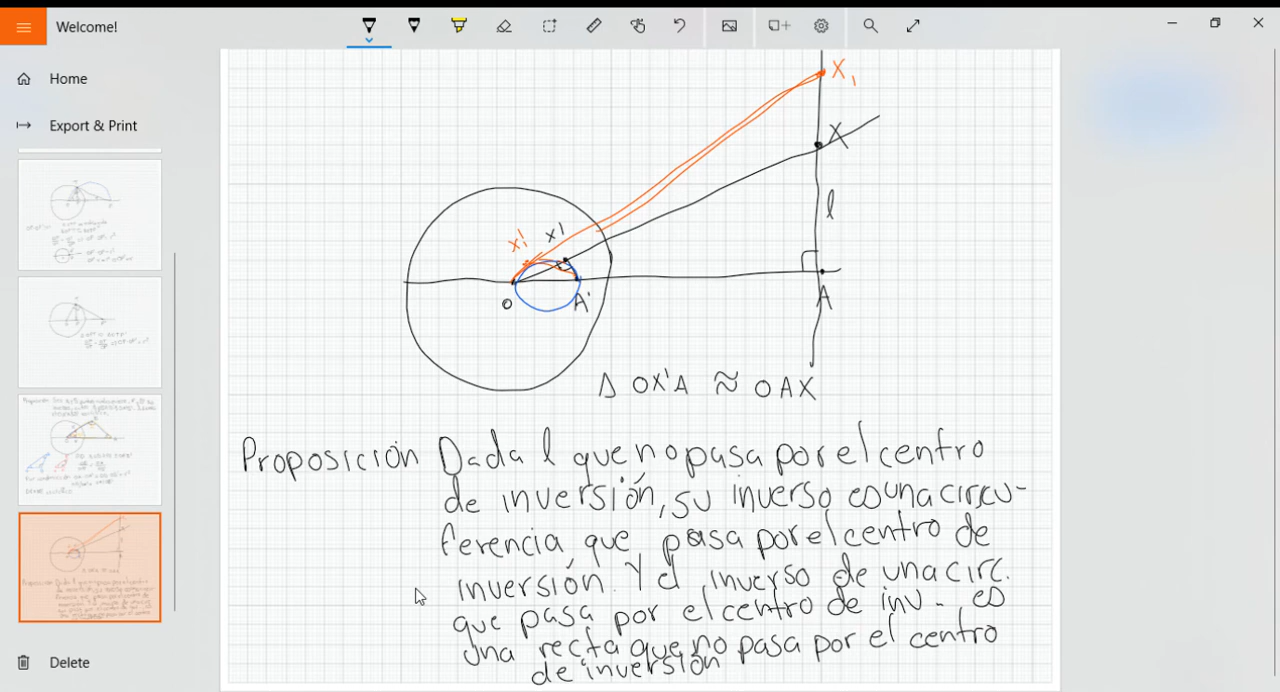 Welcome!
Home
Export & Print
Delete
X₁
X
l
X₁'
X'
O
A'
A
Δ OX'A ≈ OAX
Proposición Dada l que no pasa por el centro
de inversión, su inverso es una circu-
ferencia que pasa por el centro de
inversión. Y el inverso de una circ.
que pasa por el centro de inv., es
una recta que no pasa por el centro
de inversión